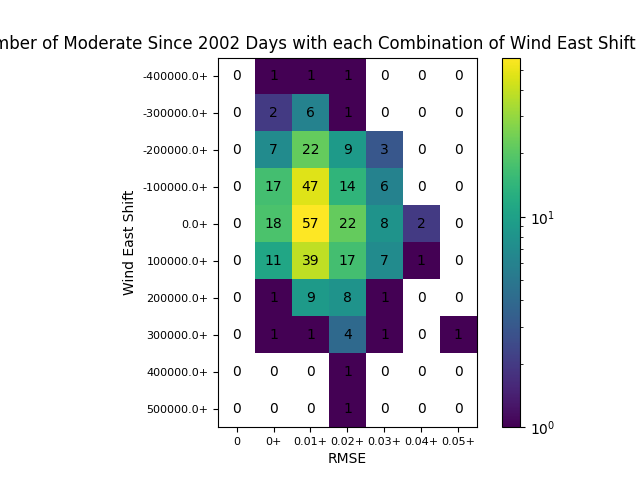 mber of Moderate Since 2002 Days with each Combination of Wind East Shift
Wind East Shift
-400000.0+ 0 1 1 1 0 0 0
-300000.0+ 0 2 6 1 0 0 0
-200000.0+ 0 7 22 9 3 0 0
-100000.0+ 0 17 47 14 6 0 0
0.0+ 0 18 57 22 8 2 0
100000.0+ 0 11 39 17 7 1 0
200000.0+ 0 1 9 8 1 0 0
300000.0+ 0 1 1 4 1 0 1
400000.0+ 0 0 0 1 0 0 0
500000.0+ 0 0 0 1 0 0 0
0 0+ 0.01+ 0.02+ 0.03+ 0.04+ 0.05+
RMSE
10¹
10⁰